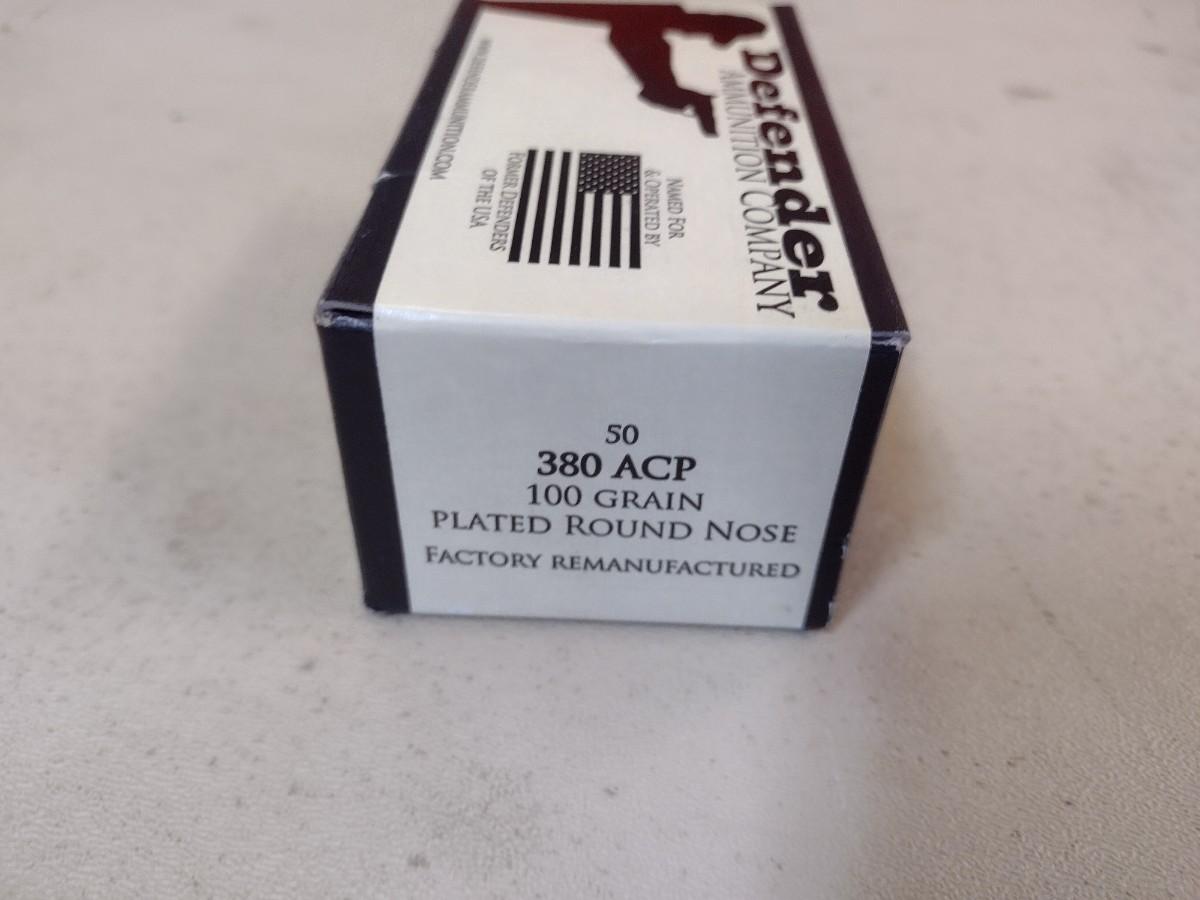 Defender
AMMUNITION COMPANY
NAMED FOR
& OPERATED BY
FORMER DEFENDERS
OF THE USA
50
380 ACP
100 GRAIN
PLATED ROUND NOSE
FACTORY REMANUFACTURED